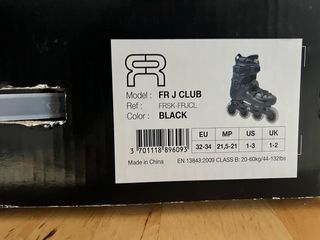 FR
Model : FR J CLUB
Ref : FRSK-FRJCL
Color : BLACK
EU MP US UK
32-34 21,5-21 1-3 1-2
3 701118 896093
Made in China EN 13843:2009 CLASS B: 20-60kg/44-132lbs